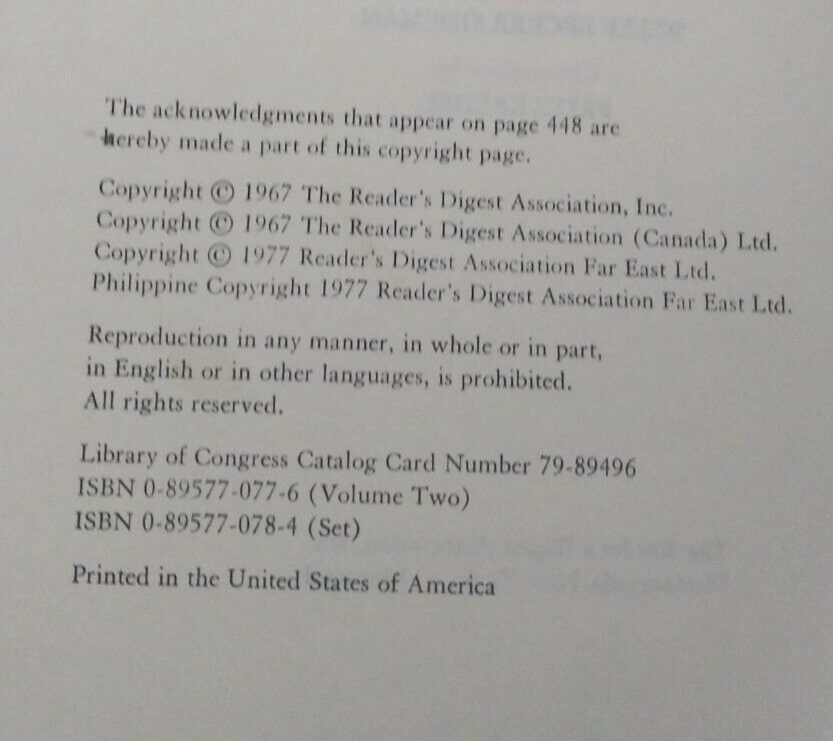 The acknowledgments that appear on page 448 are
hereby made a part of this copyright page.
Copyright © 1967 The Reader's Digest Association, Inc.
Copyright © 1967 The Reader's Digest Association (Canada) Ltd.
Copyright © 1977 Reader's Digest Association Far East Ltd.
Philippine Copyright 1977 Reader's Digest Association Far East Ltd.
Reproduction in any manner, in whole or in part,
in English or in other languages, is prohibited.
All rights reserved.
Library of Congress Catalog Card Number 79-89496
ISBN 0-89577-077-6 (Volume Two)
ISBN 0-89577-078-4 (Set)
Printed in the United States of America